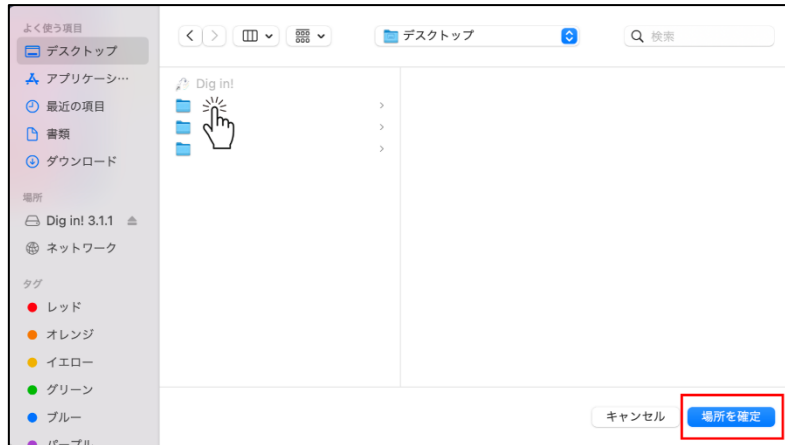 よく使う項目
デスクトップ
アプリケーシ…
最近の項目
書類
ダウンロード
場所
Dig in! 3.1.1
ネットワーク
タグ
レッド
オレンジ
イエロー
グリーン
ブルー
パープル
デスクトップ
検索
Dig in!
キャンセル
場所を確定